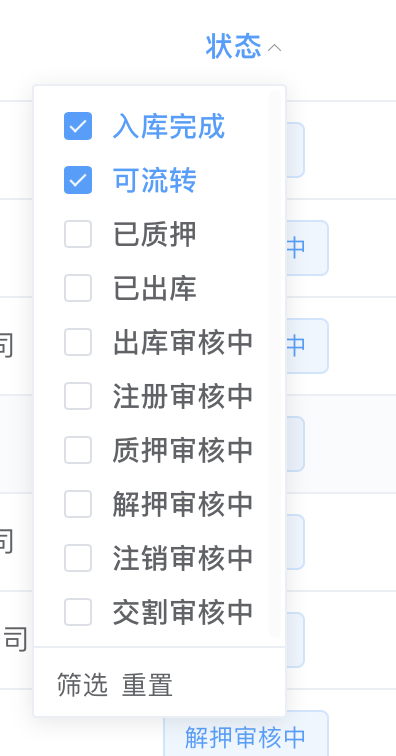 状态
入库完成
可流转
已质押
中
已出库
出库审核中
中
司
注册审核中
质押审核中
解押审核中
注销审核中
司
交割审核中
司
筛选 重置
解押审核中